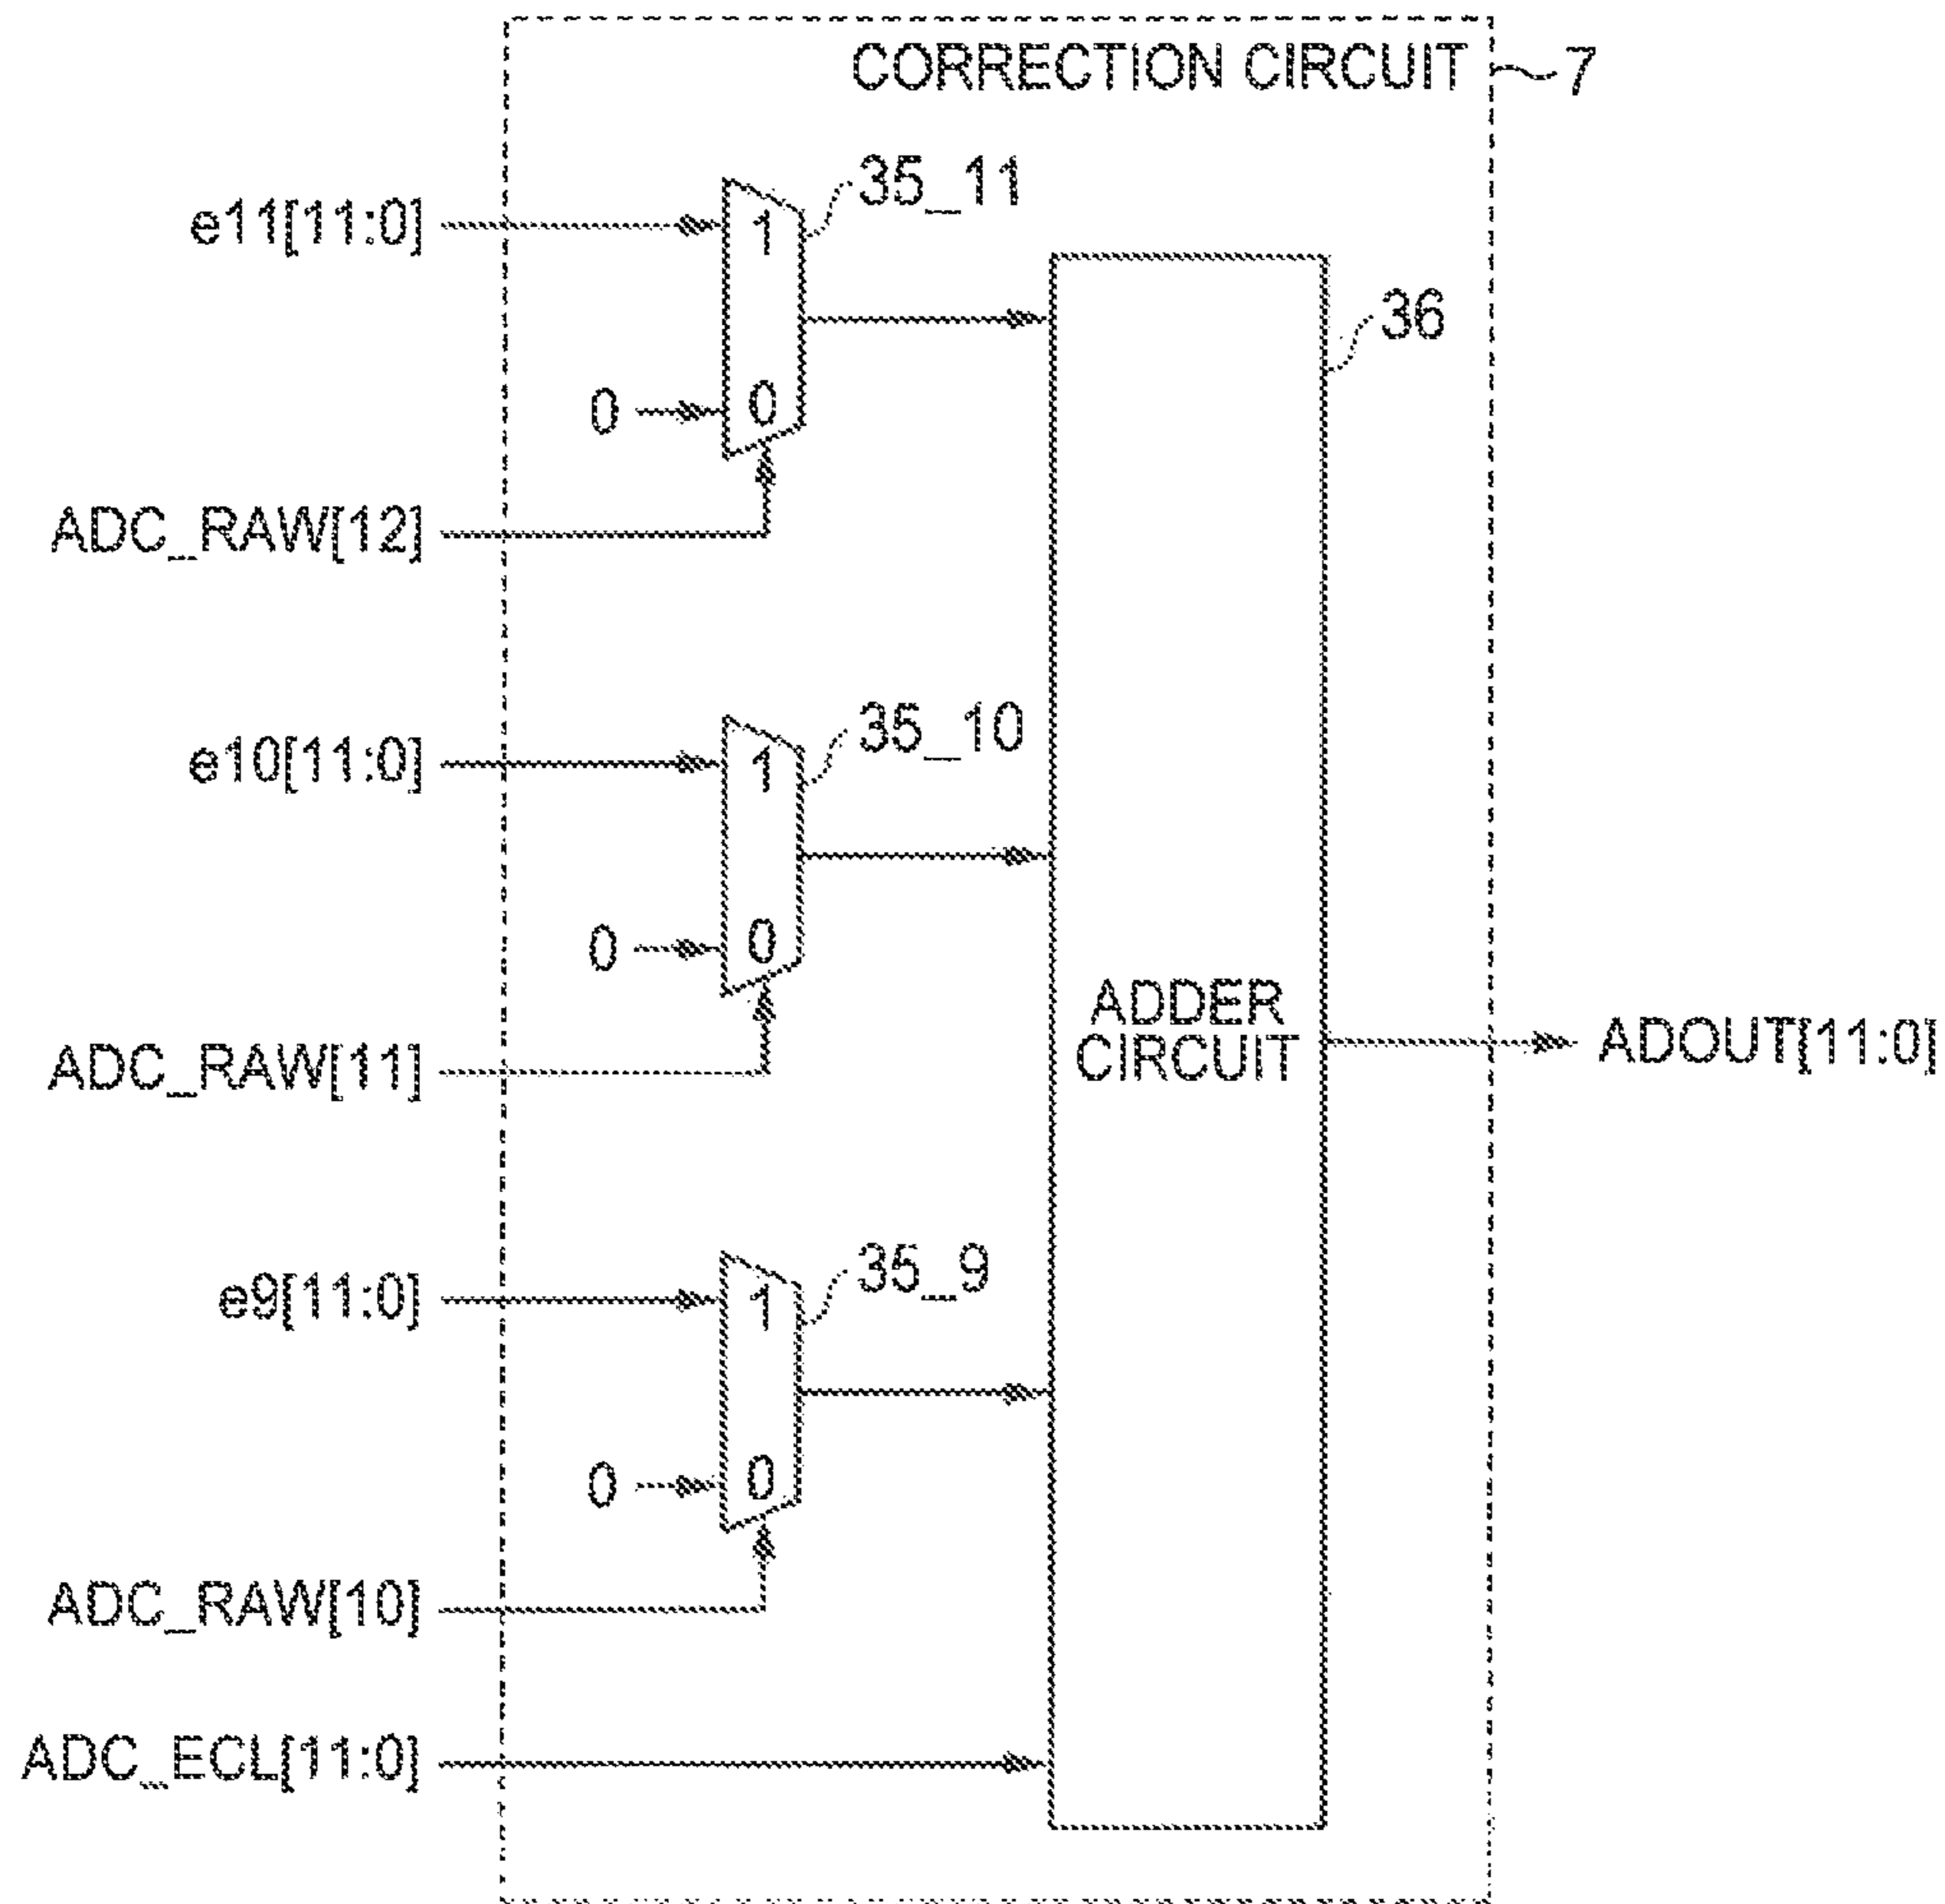 CORRECTION CIRCUIT
7
35_11
e11[11:0]
1
36
0
0
ADC_RAW[12]
35_10
e10[11:0]
1
0
0
ADDER
CIRCUIT
ADOUT[11:0]
ADC_RAW[11]
35_9
e9[11:0]
1
0
0
ADC_RAW[10]
ADC_ECL[11:0]